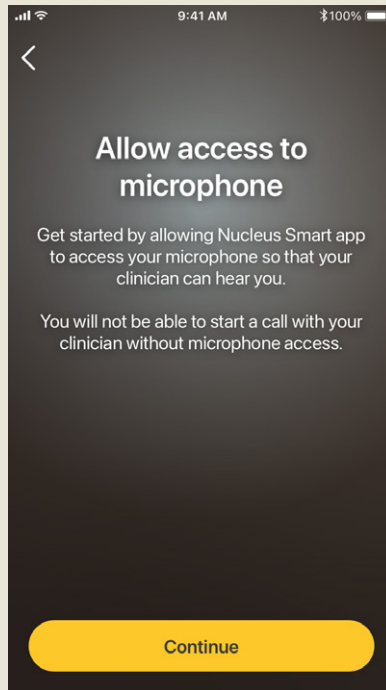 9:41 AM
100%
Allow access to
microphone
Get started by allowing Nucleus Smart app
to access your microphone so that your
clinician can hear you.
You will not be able to start a call with your
clinician without microphone access.
Continue